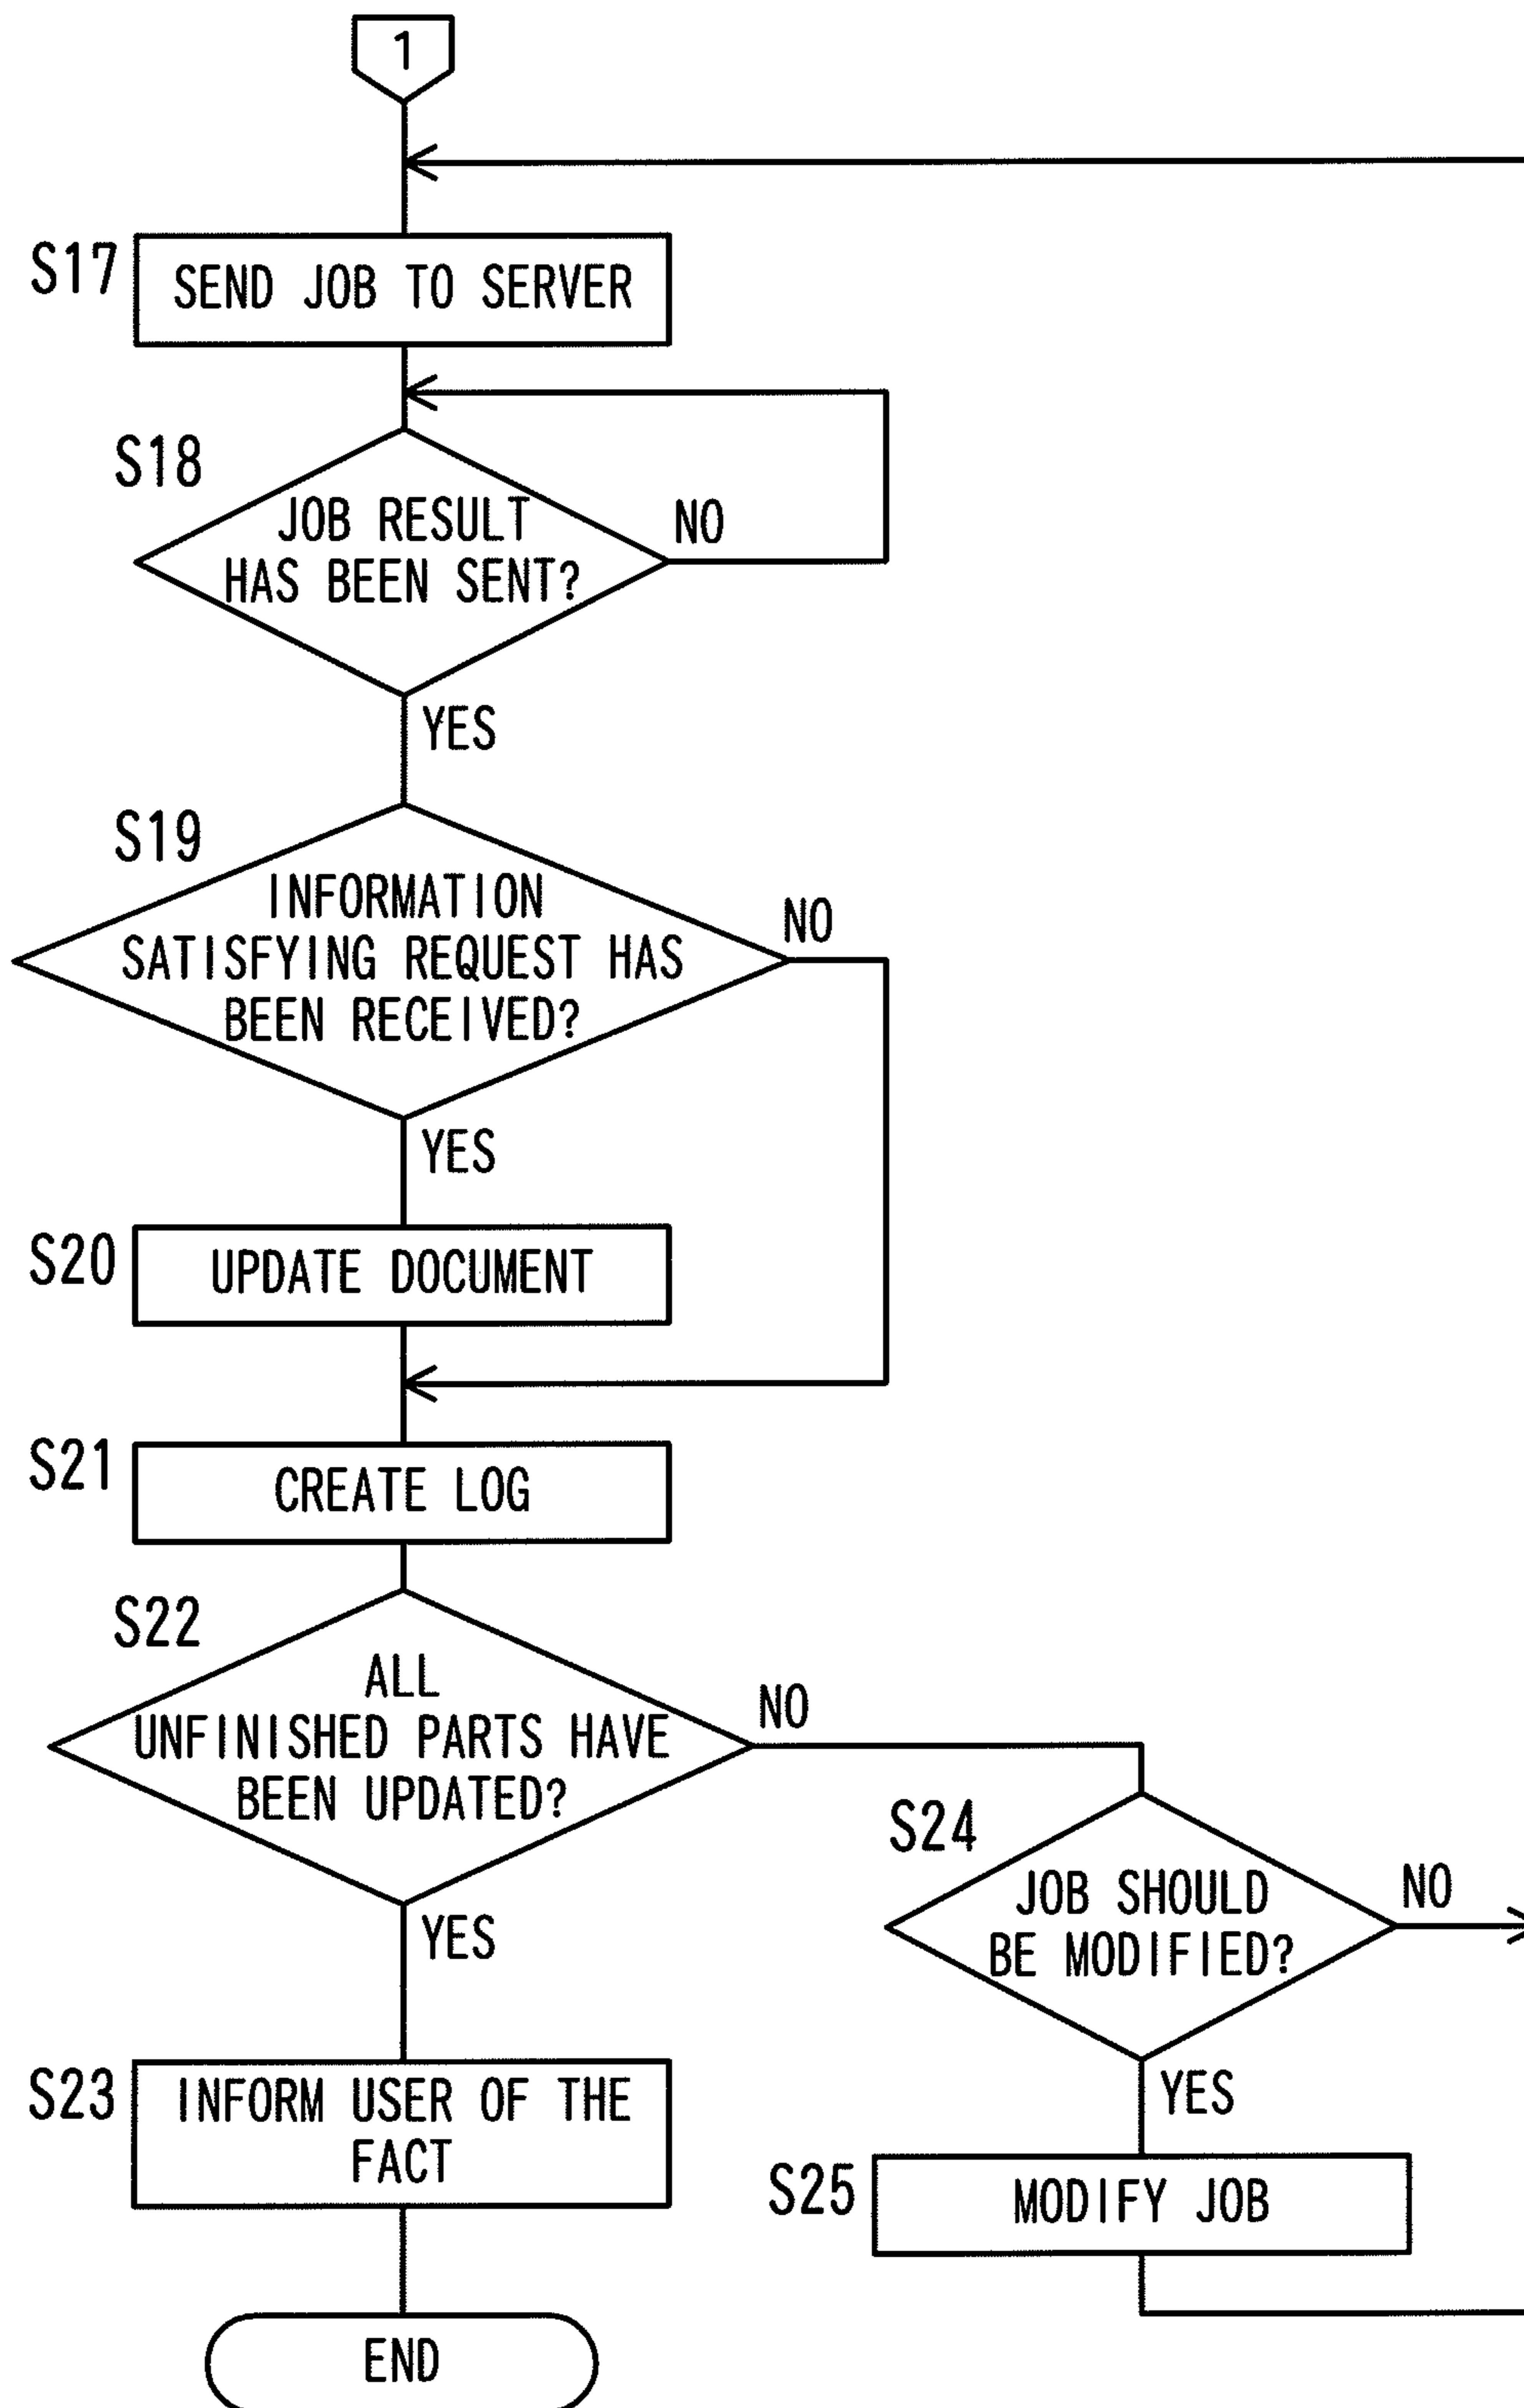 1
S17
SEND JOB TO SERVER
S18
JOB RESULT
HAS BEEN SENT?
NO
YES
S19
INFORMATION
SATISFYING REQUEST HAS
BEEN RECEIVED?
NO
YES
S20
UPDATE DOCUMENT
S21
CREATE LOG
S22
ALL
UNFINISHED PARTS HAVE
BEEN UPDATED?
NO
YES
S24
JOB SHOULD
BE MODIFIED?
NO
YES
S23
INFORM USER OF THE
FACT
S25
MODIFY JOB
END